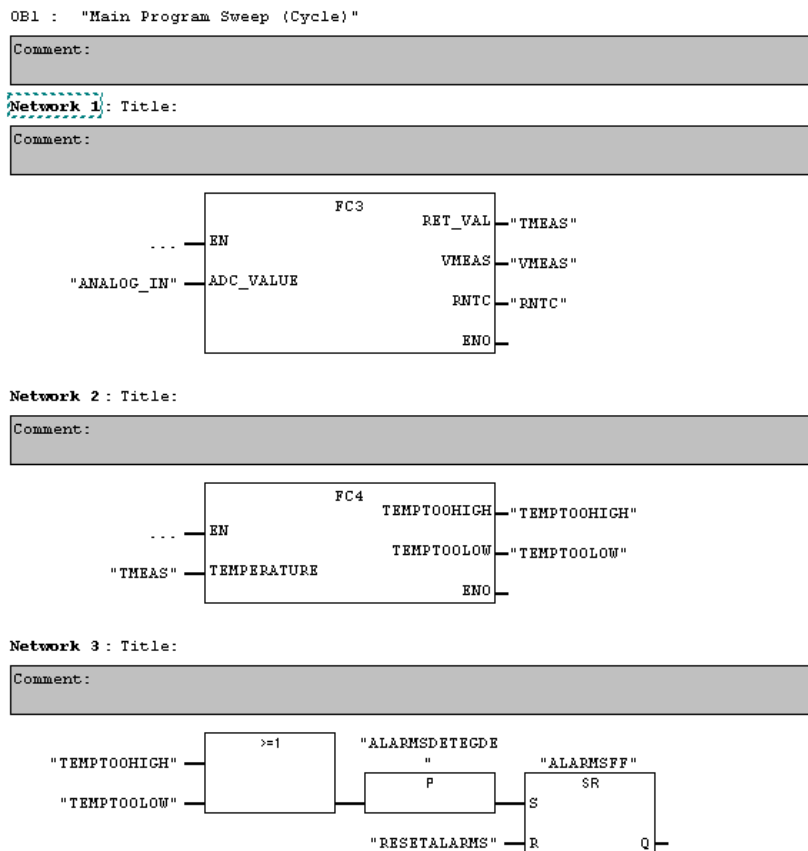 OB1 : "Main Program Sweep (Cycle)"
Comment:
Network 1: Title:
Comment:
FC3
... EN
RET_VAL "TMEAS"
"ANALOG_IN" ADC_VALUE
VMEAS "VMEAS"
RNTC "RNTC"
ENO
Network 2 : Title:
Comment:
FC4
... EN
TEMPTOOHIGH "TEMPTOOHIGH"
"TMEAS" TEMPERATURE
TEMPTOOLOW "TEMPTOOLOW"
ENO
Network 3 : Title:
Comment:
>=1
"TEMPTOOHIGH"
"TEMPTOOLOW"
"ALARMSDETEGDE
"
P
"ALARMSFF"
SR
S
"RESETALARMS" R Q